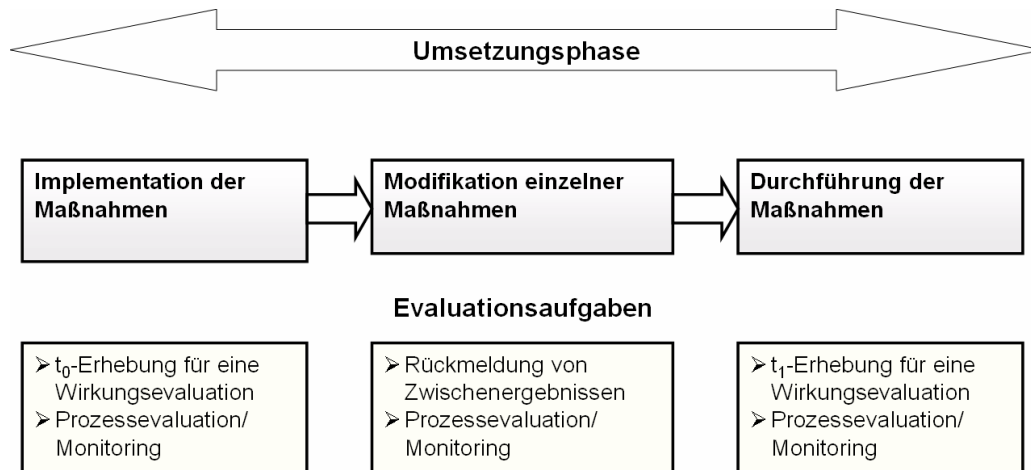 Umsetzungsphase
Implementation der
Maßnahmen
Modifikation einzelner
Maßnahmen
Durchführung der
Maßnahmen
Evaluationsaufgaben
➢ t₀-Erhebung für eine
Wirkungsevaluation
➢ Prozessevaluation/
Monitoring
➢ Rückmeldung von
Zwischenergebnissen
➢ Prozessevaluation/
Monitoring
➢ t₁-Erhebung für eine
Wirkungsevaluation
➢ Prozessevaluation/
Monitoring